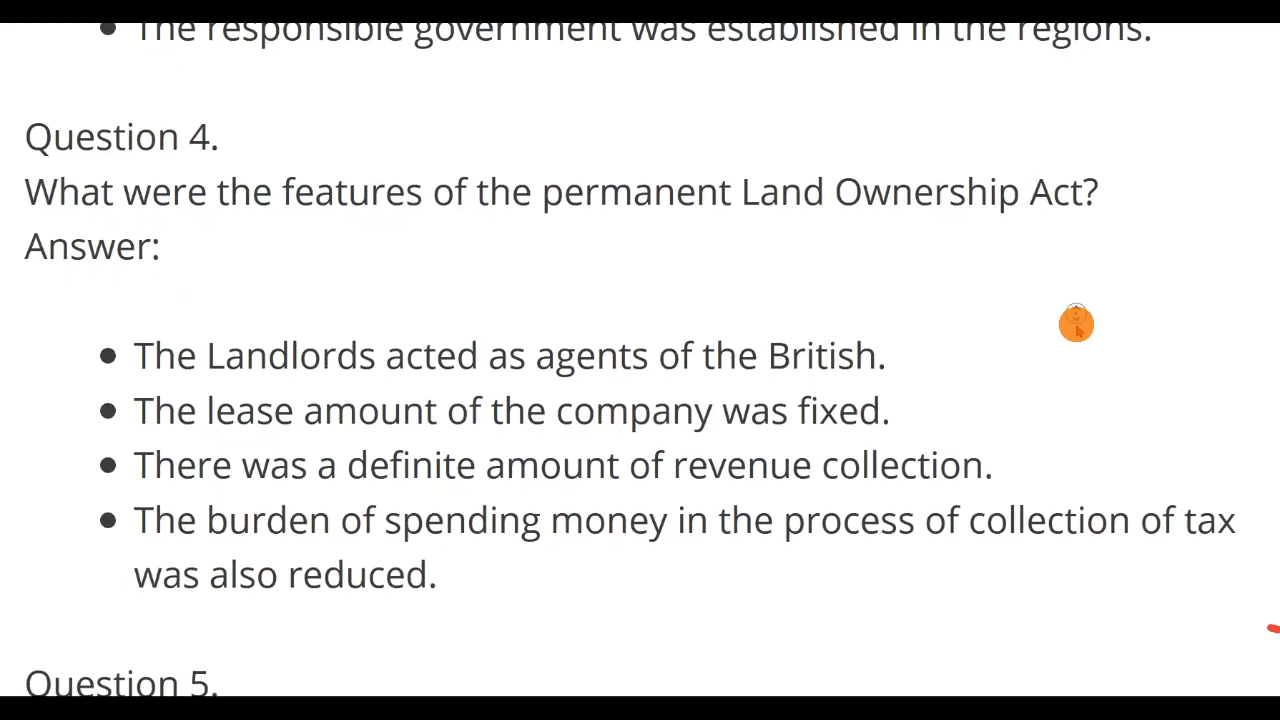 • The responsible government was established in the regions.
Question 4.
What were the features of the permanent Land Ownership Act?
Answer:
• The Landlords acted as agents of the British.
• The lease amount of the company was fixed.
• There was a definite amount of revenue collection.
• The burden of spending money in the process of collection of tax
was also reduced.
Question 5.